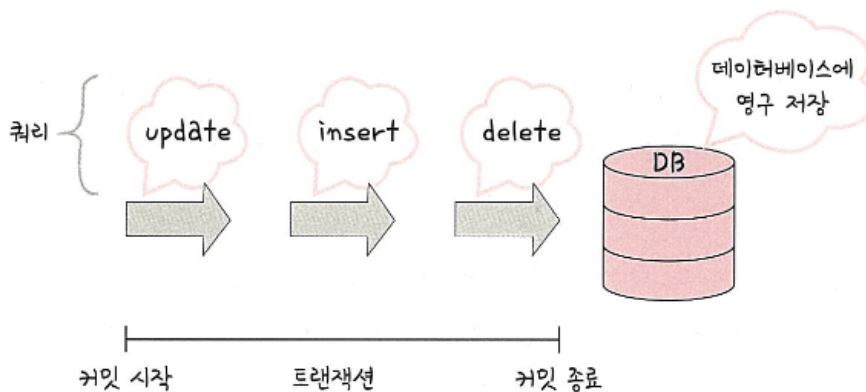 데이터베이스에
영구 저장
쿼리
update
insert
delete
DB
커밋 시작
트랜잭션
커밋 종료